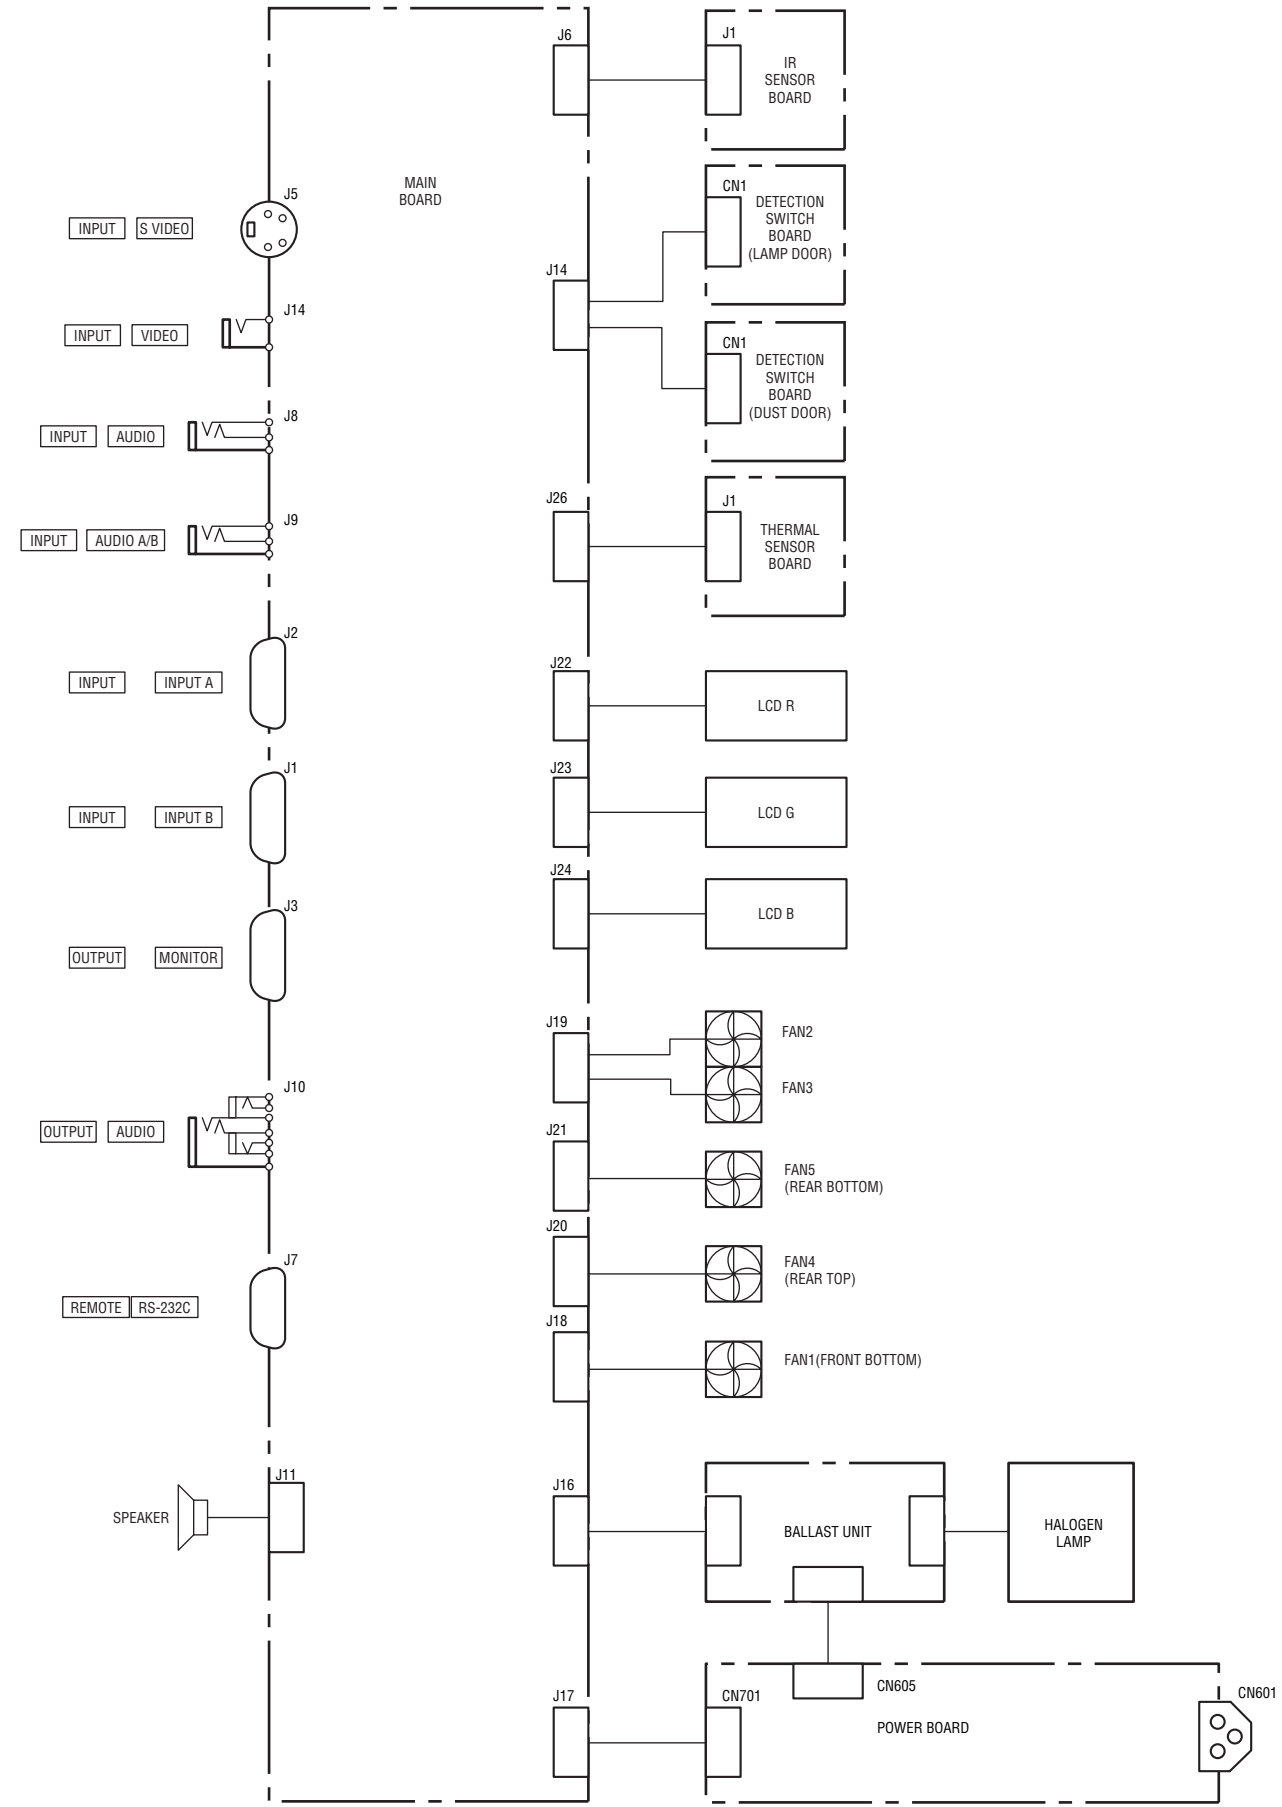 J6
J1
IR
SENSOR
BOARD
MAIN
BOARD
J5
INPUT S VIDEO
CN1
DETECTION
SWITCH
BOARD
(LAMP DOOR)
J14
J14
INPUT VIDEO
CN1
DETECTION
SWITCH
BOARD
(DUST DOOR)
J8
INPUT AUDIO
J26
J1
THERMAL
SENSOR
BOARD
J9
INPUT AUDIO A/B
J2
INPUT INPUT A
J22
LCD R
J1
INPUT INPUT B
J23
LCD G
J24
LCD B
J3
OUTPUT MONITOR
J19
FAN2
FAN3
J10
OUTPUT AUDIO
J21
FAN5
(REAR BOTTOM)
J20
FAN4
(REAR TOP)
J7
REMOTE RS-232C
J18
FAN1(FRONT BOTTOM)
J11
SPEAKER
J16
BALLAST UNIT
HALOGEN
LAMP
J17
CN701
CN605
POWER BOARD
CN601